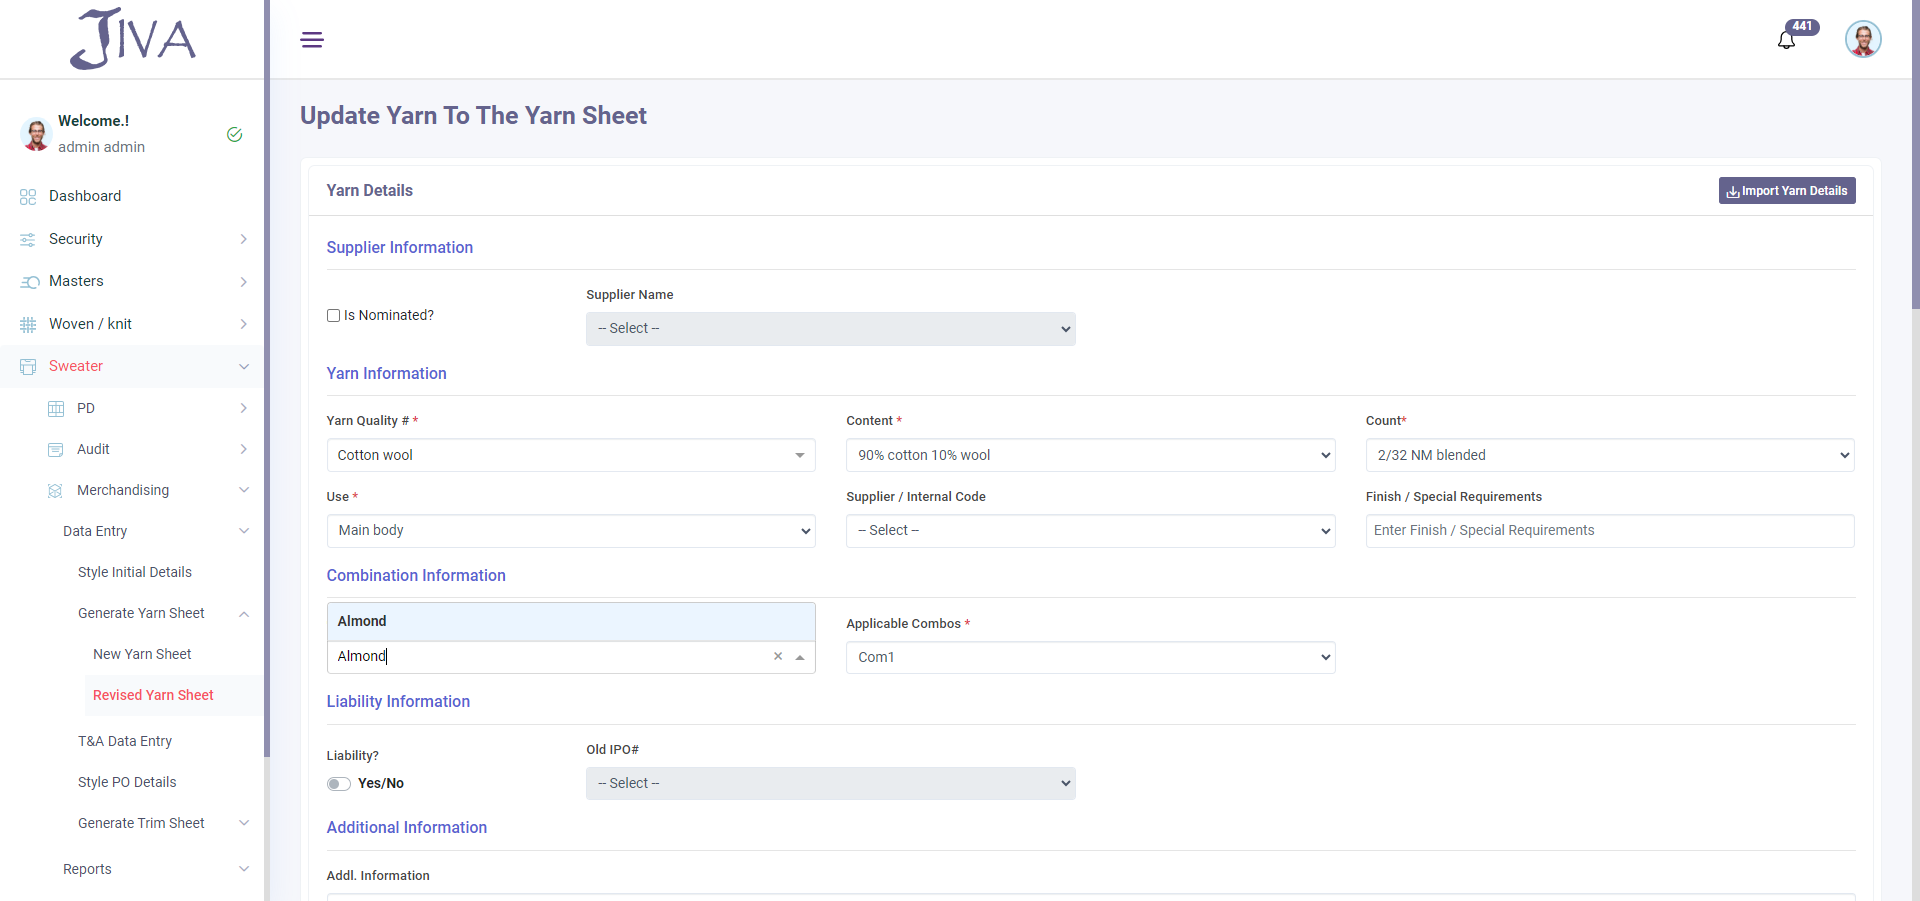 JIVA
441
Welcome.!
admin admin
Dashboard
Security
Masters
Woven / knit
Sweater
PD
Audit
Merchandising
Data Entry
Style Initial Details
Generate Yarn Sheet
New Yarn Sheet
Revised Yarn Sheet
T&A Data Entry
Style PO Details
Generate Trim Sheet
Reports
Update Yarn To The Yarn Sheet
Yarn Details
Import Yarn Details
Supplier Information
Is Nominated?
Supplier Name
-- Select --
Yarn Information
Yarn Quality # *
Content *
Count*
Cotton wool
90% cotton 10% wool
2/32 NM blended
Use *
Supplier / Internal Code
Finish / Special Requirements
Main body
-- Select --
Enter Finish / Special Requirements
Combination Information
Almond
Almond
Applicable Combos *
Com1
Liability Information
Liability?
Yes/No
Old IPO#
-- Select --
Additional Information
Addl. Information